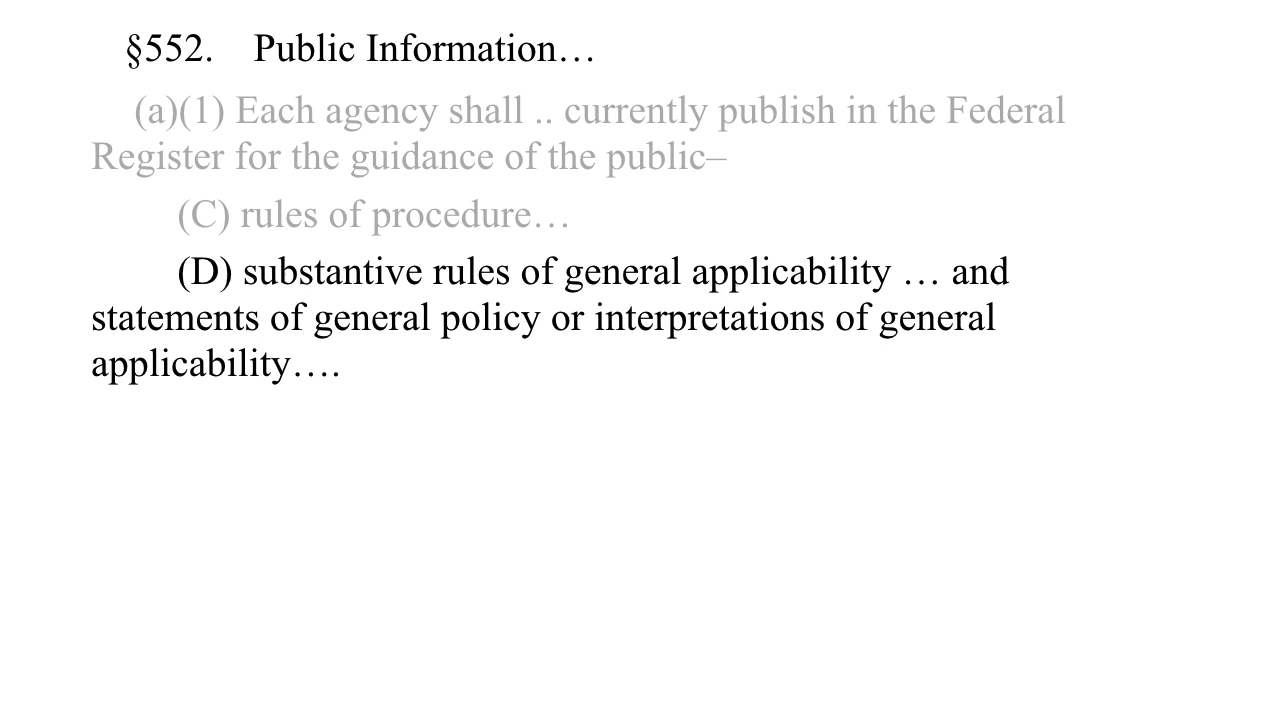 §552. Public Information…
(a)(1) Each agency shall .. currently publish in the Federal
Register for the guidance of the public–
(C) rules of procedure…
(D) substantive rules of general applicability … and
statements of general policy or interpretations of general
applicability….